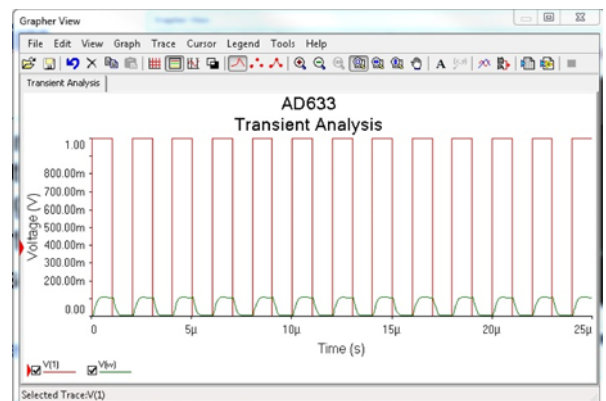 Grapher View
File Edit View Graph Trace Cursor Legend Tools Help
Transient Analysis
AD633
Transient Analysis
Voltage (V)
1.00
800.00m
700.00m
600.00m
500.00m
400.00m
300.00m
200.00m
100.00m
0.00
0 5µ 10µ 15µ 20µ 25µ
Time (s)
V(1) V(w)
Selected Trace:V(1)